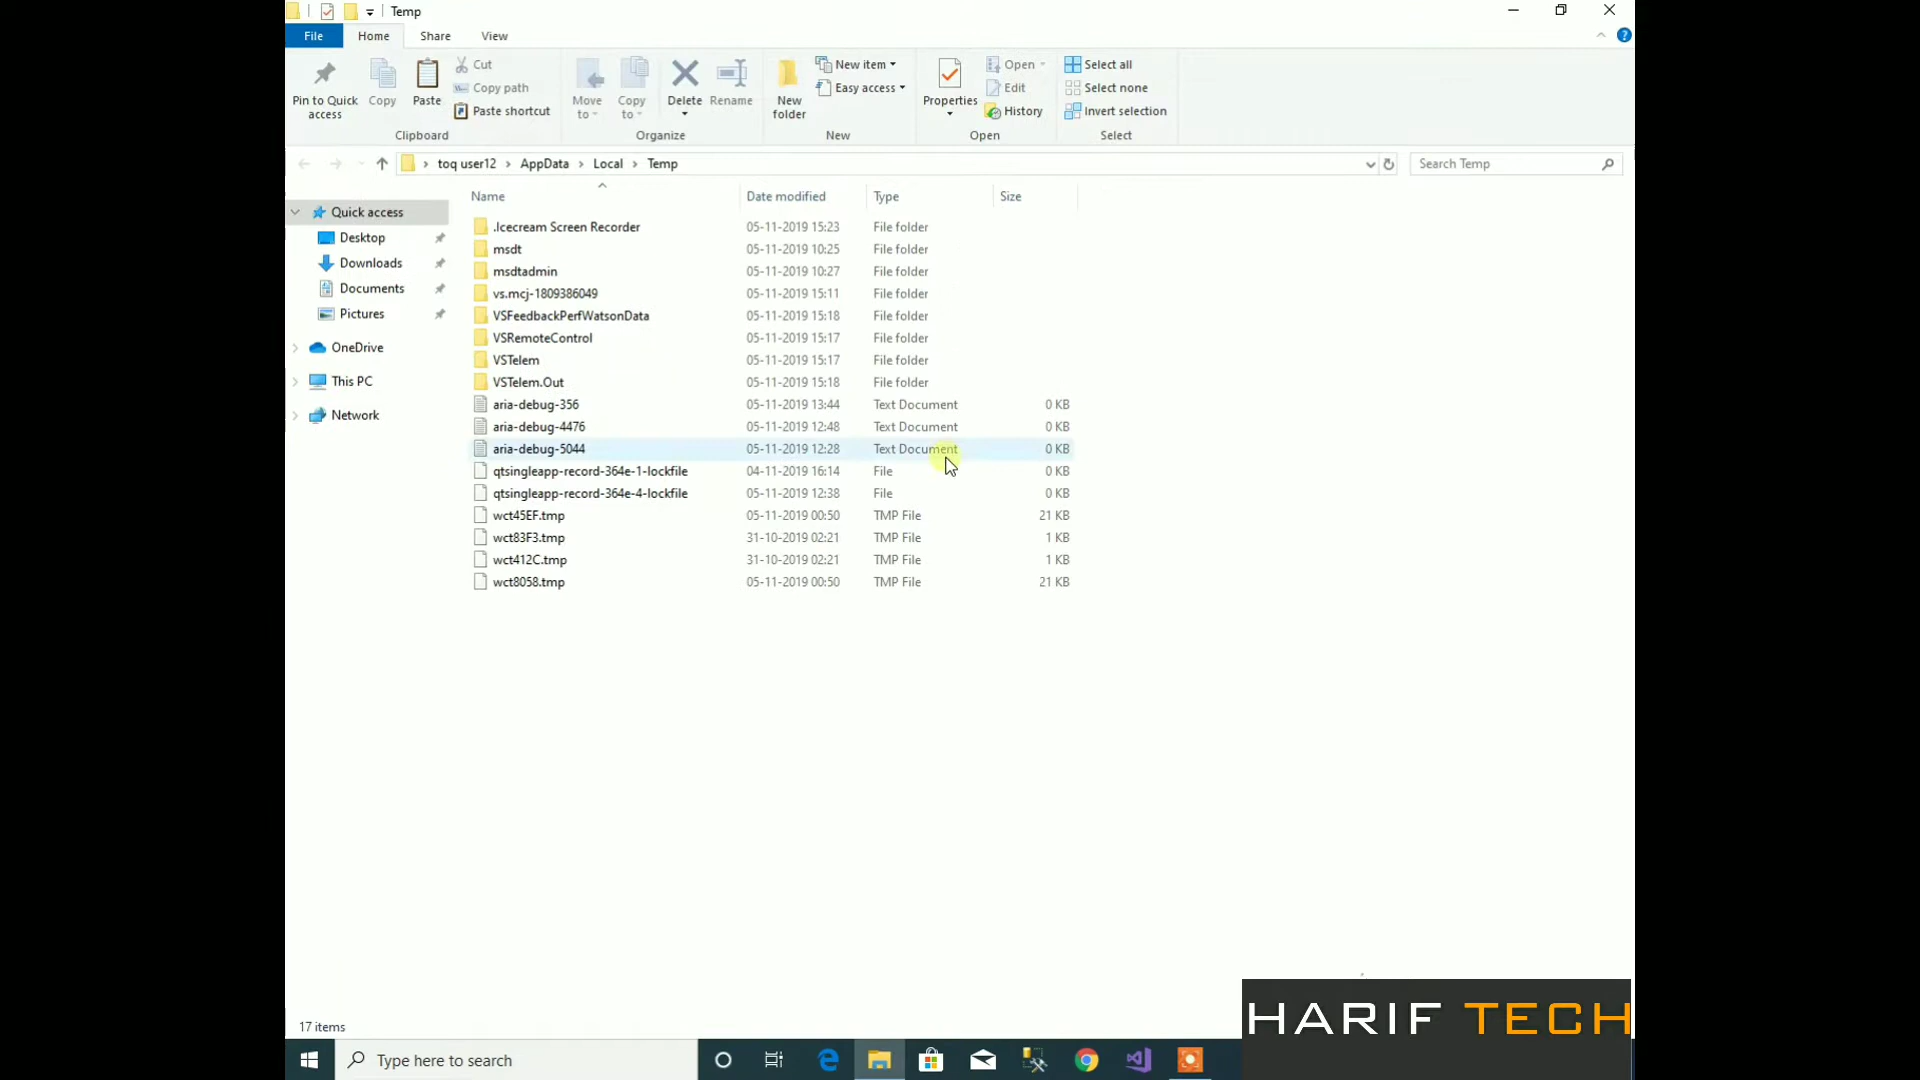 Temp
File Home Share View
Pin to Quick access
Copy
Paste
Cut
Copy path
Paste shortcut
Clipboard
Move to
Copy to
Delete
Rename
Organize
New folder
New item
Easy access
New
Properties
Open
Edit
History
Open
Select all
Select none
Invert selection
Select
toq user12 AppData Local Temp
Search Temp
Quick access
Desktop
Downloads
Documents
Pictures
OneDrive
This PC
Network
Name Date modified Type Size
.Icecream Screen Recorder 05-11-2019 15:23 File folder
msdt 05-11-2019 10:25 File folder
msdtadmin 05-11-2019 10:27 File folder
vs.mcj-1809386049 05-11-2019 15:11 File folder
VSFeedbackPerfWatsonData 05-11-2019 15:18 File folder
VSRemoteControl 05-11-2019 15:17 File folder
VSTelem 05-11-2019 15:17 File folder
VSTelem.Out 05-11-2019 15:18 File folder
aria-debug-356 05-11-2019 13:44 Text Document 0 KB
aria-debug-4476 05-11-2019 12:48 Text Document 0 KB
aria-debug-5044 05-11-2019 12:28 Text Document 0 KB
qtsingleapp-record-364e-1-lockfile 04-11-2019 16:14 File 0 KB
qtsingleapp-record-364e-4-lockfile 05-11-2019 12:38 File 0 KB
wct45EF.tmp 05-11-2019 00:50 TMP File 21 KB
wct83F3.tmp 31-10-2019 02:21 TMP File 1 KB
wct412C.tmp 31-10-2019 02:21 TMP File 1 KB
wct8058.tmp 05-11-2019 00:50 TMP File 21 KB
17 items
HARIF TECH
Type here to search